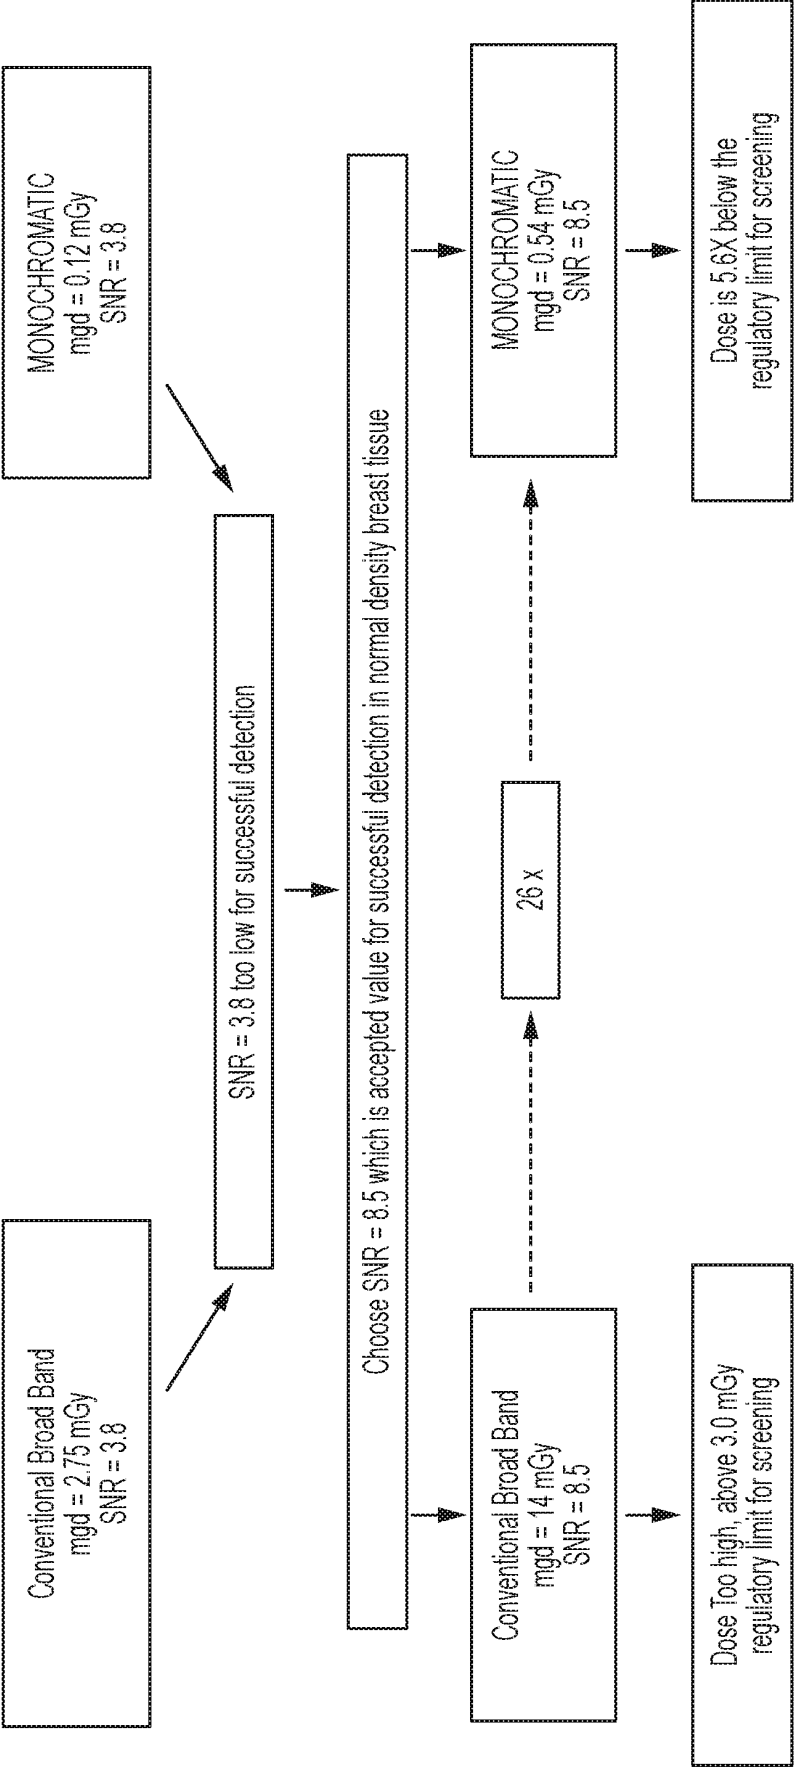 Conventional Broad Band
mgd = 2.75 mGy
SNR = 3.8
MONOCHROMATIC
mgd = 0.12 mGy
SNR = 3.8
SNR = 3.8 too low for successful detection
Choose SNR = 8.5 which is accepted value for successful detection in normal density breast tissue
Conventional Broad Band
mgd = 14 mGy
SNR = 8.5
26 x
MONOCHROMATIC
mgd = 0.54 mGy
SNR = 8.5
Dose Too high, above 3.0 mGy
regulatory limit for screening
Dose is 5.6X below the
regulatory limit for screening